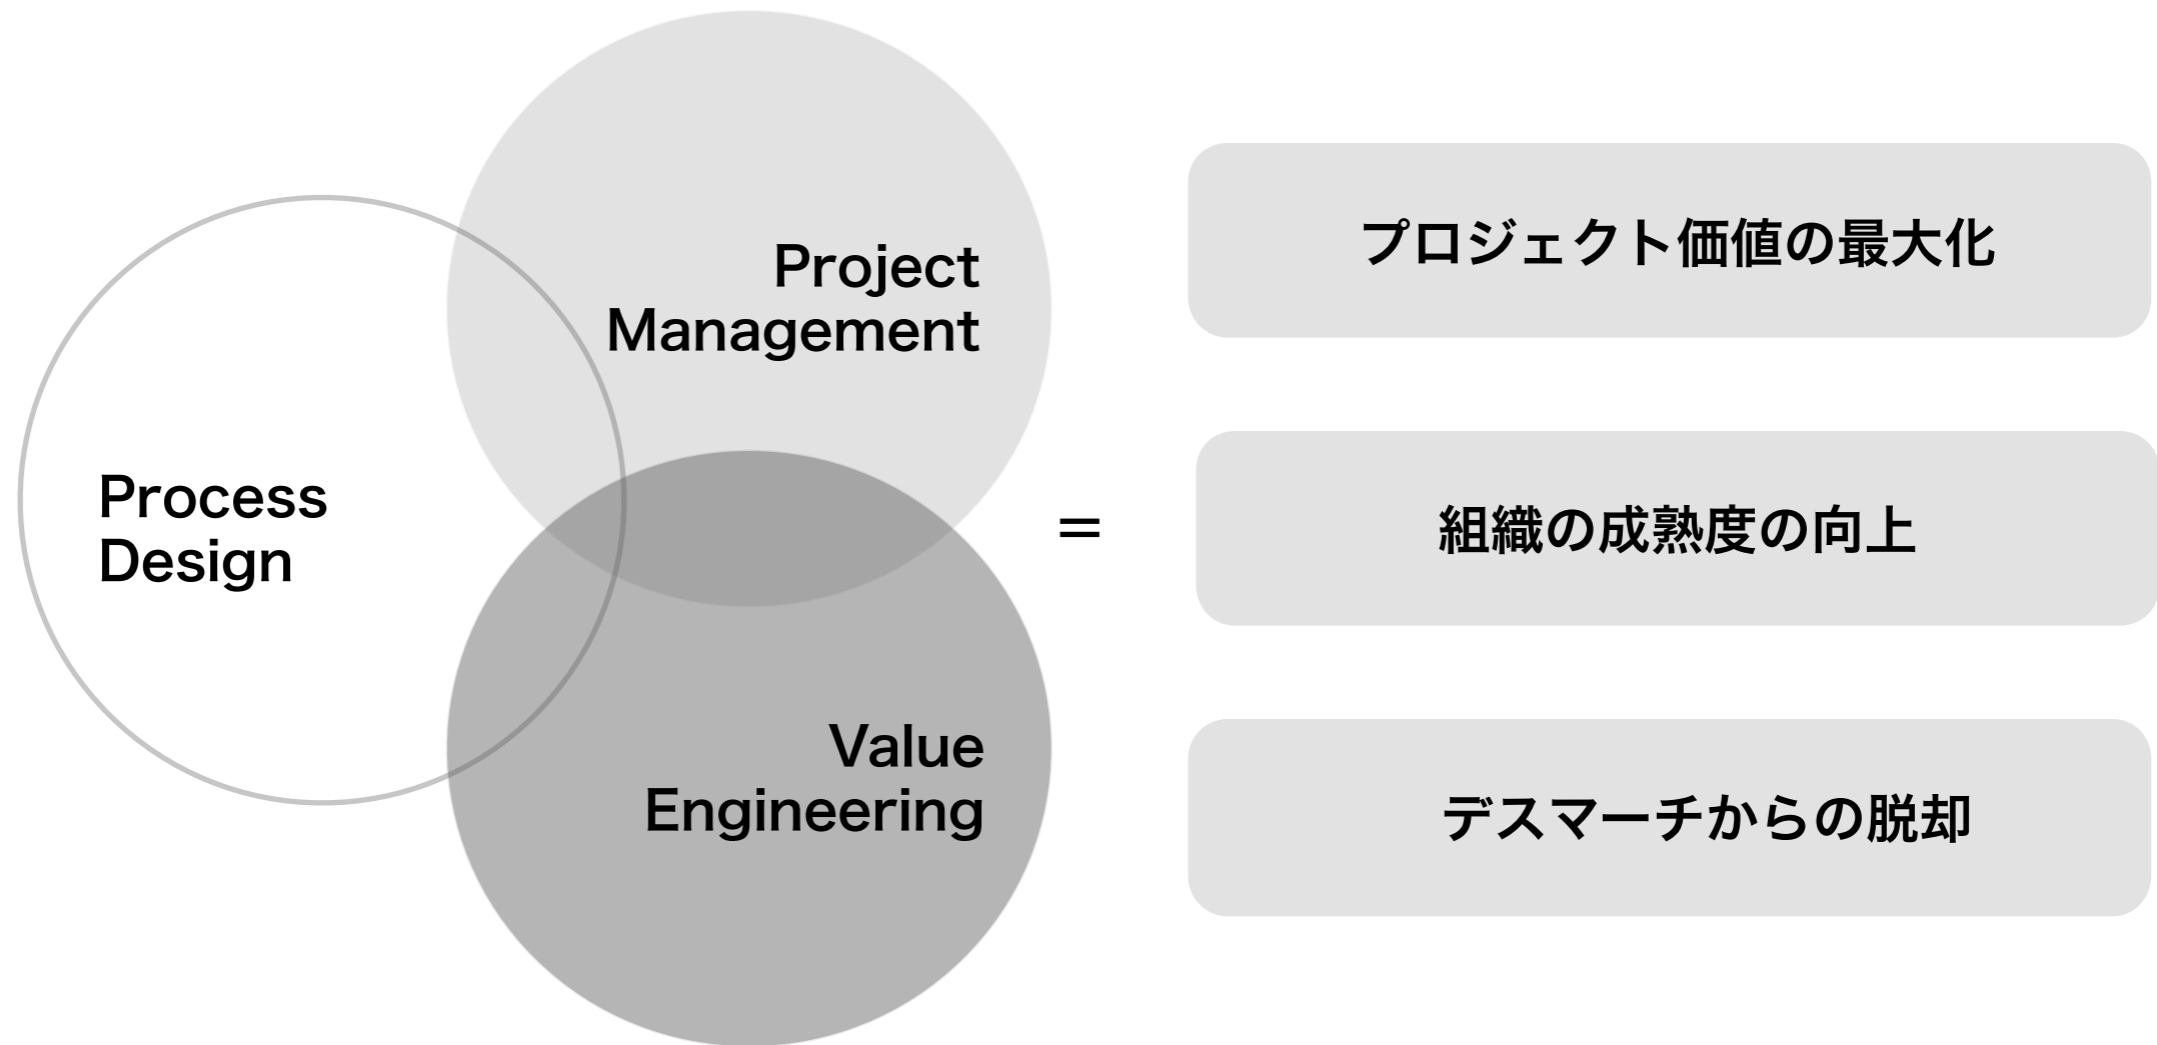 Project
Management
Process
Design
Value
Engineering
=
プロジェクト価値の最大化
組織の成熟度の向上
デスマーチからの脱却